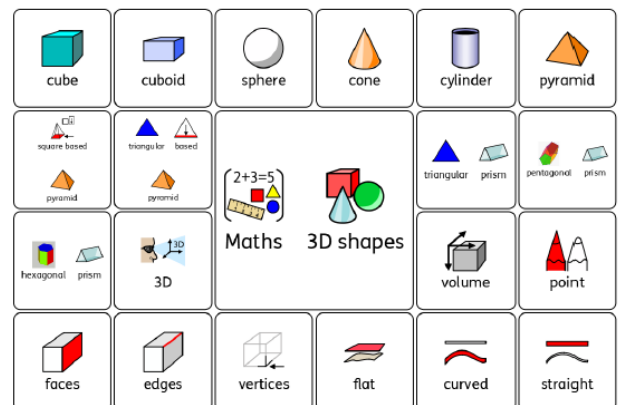 cube
cuboid
sphere
cone
cylinder
pyramid
square based
pyramid
triangular based
pyramid
2+3=5
Maths
3D shapes
triangular prism
pentagonal prism
hexagonal prism
3D
3D
volume
point
faces
edges
vertices
flat
curved
straight